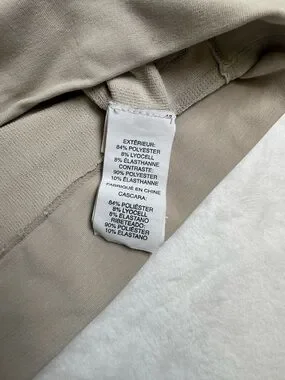 EXTÉRIEUR:
84% POLYESTER
8% LYOCELL
8% ÉLASTHANNE
CONTRASTE:
90% POLYESTER
10% ÉLASTHANNE
FABRIQUÉ EN CHINE
CASCARA:
84% POLIÉSTER
8% LYOCELL
8% ELASTANO
RIBETEADO:
90% POLIÉSTER
10% ELASTANO